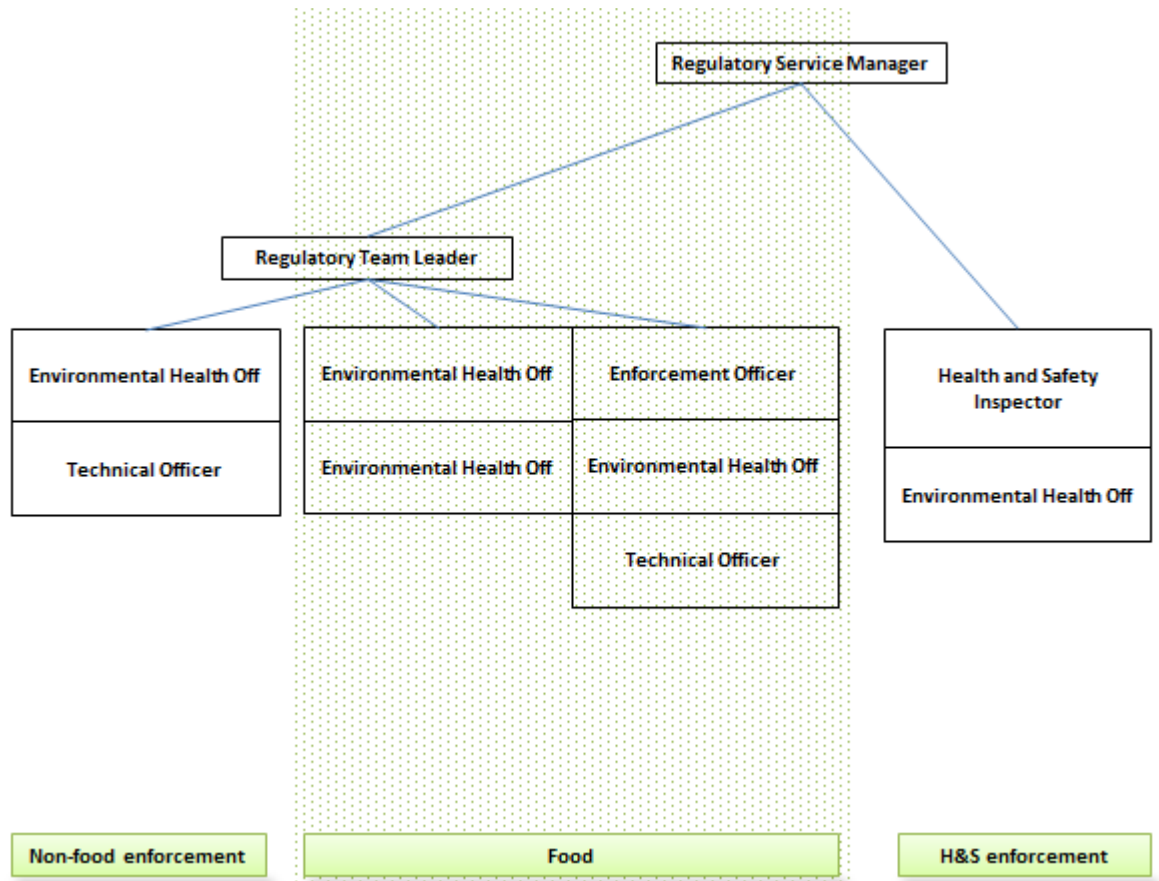 Regulatory Service Manager
Regulatory Team Leader
Environmental Health Off
Technical Officer
Environmental Health Off
Environmental Health Off
Enforcement Officer
Environmental Health Off
Technical Officer
Health and Safety
Inspector
Environmental Health Off
Non-food enforcement
Food
H&S enforcement